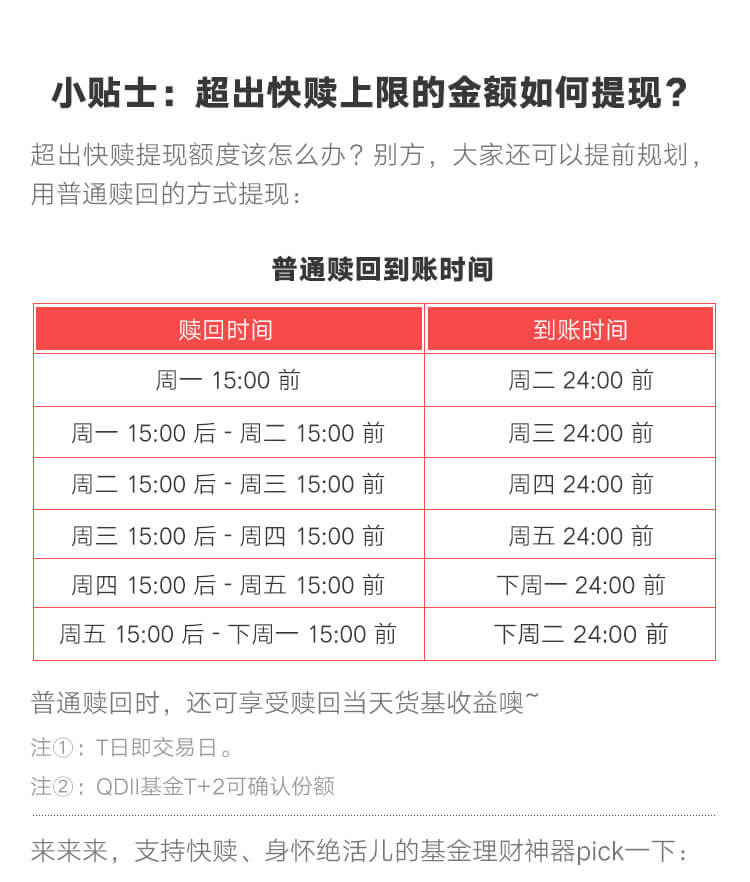 小贴士：超出快赎上限的金额如何提现？
超出快赎提现额度该怎么办？别方，大家还可以提前规划，
用普通赎回的方式提现：
普通赎回到账时间
赎回时间 到账时间
周一 15:00 前 周二 24:00 前
周一 15:00 后 - 周二 15:00 前 周三 24:00 前
周二 15:00 后 - 周三 15:00 前 周四 24:00 前
周三 15:00 后 - 周四 15:00 前 周五 24:00 前
周四 15:00 后 - 周五 15:00 前 下周一 24:00 前
周五 15:00 后 - 下周一 15:00 前 下周二 24:00 前
普通赎回时，还可享受赎回当天货基收益噢~
注①：T日即交易日。
注②：QDII基金T+2可确认份额
来来来，支持快赎、身怀绝活儿的基金理财神器pick一下：